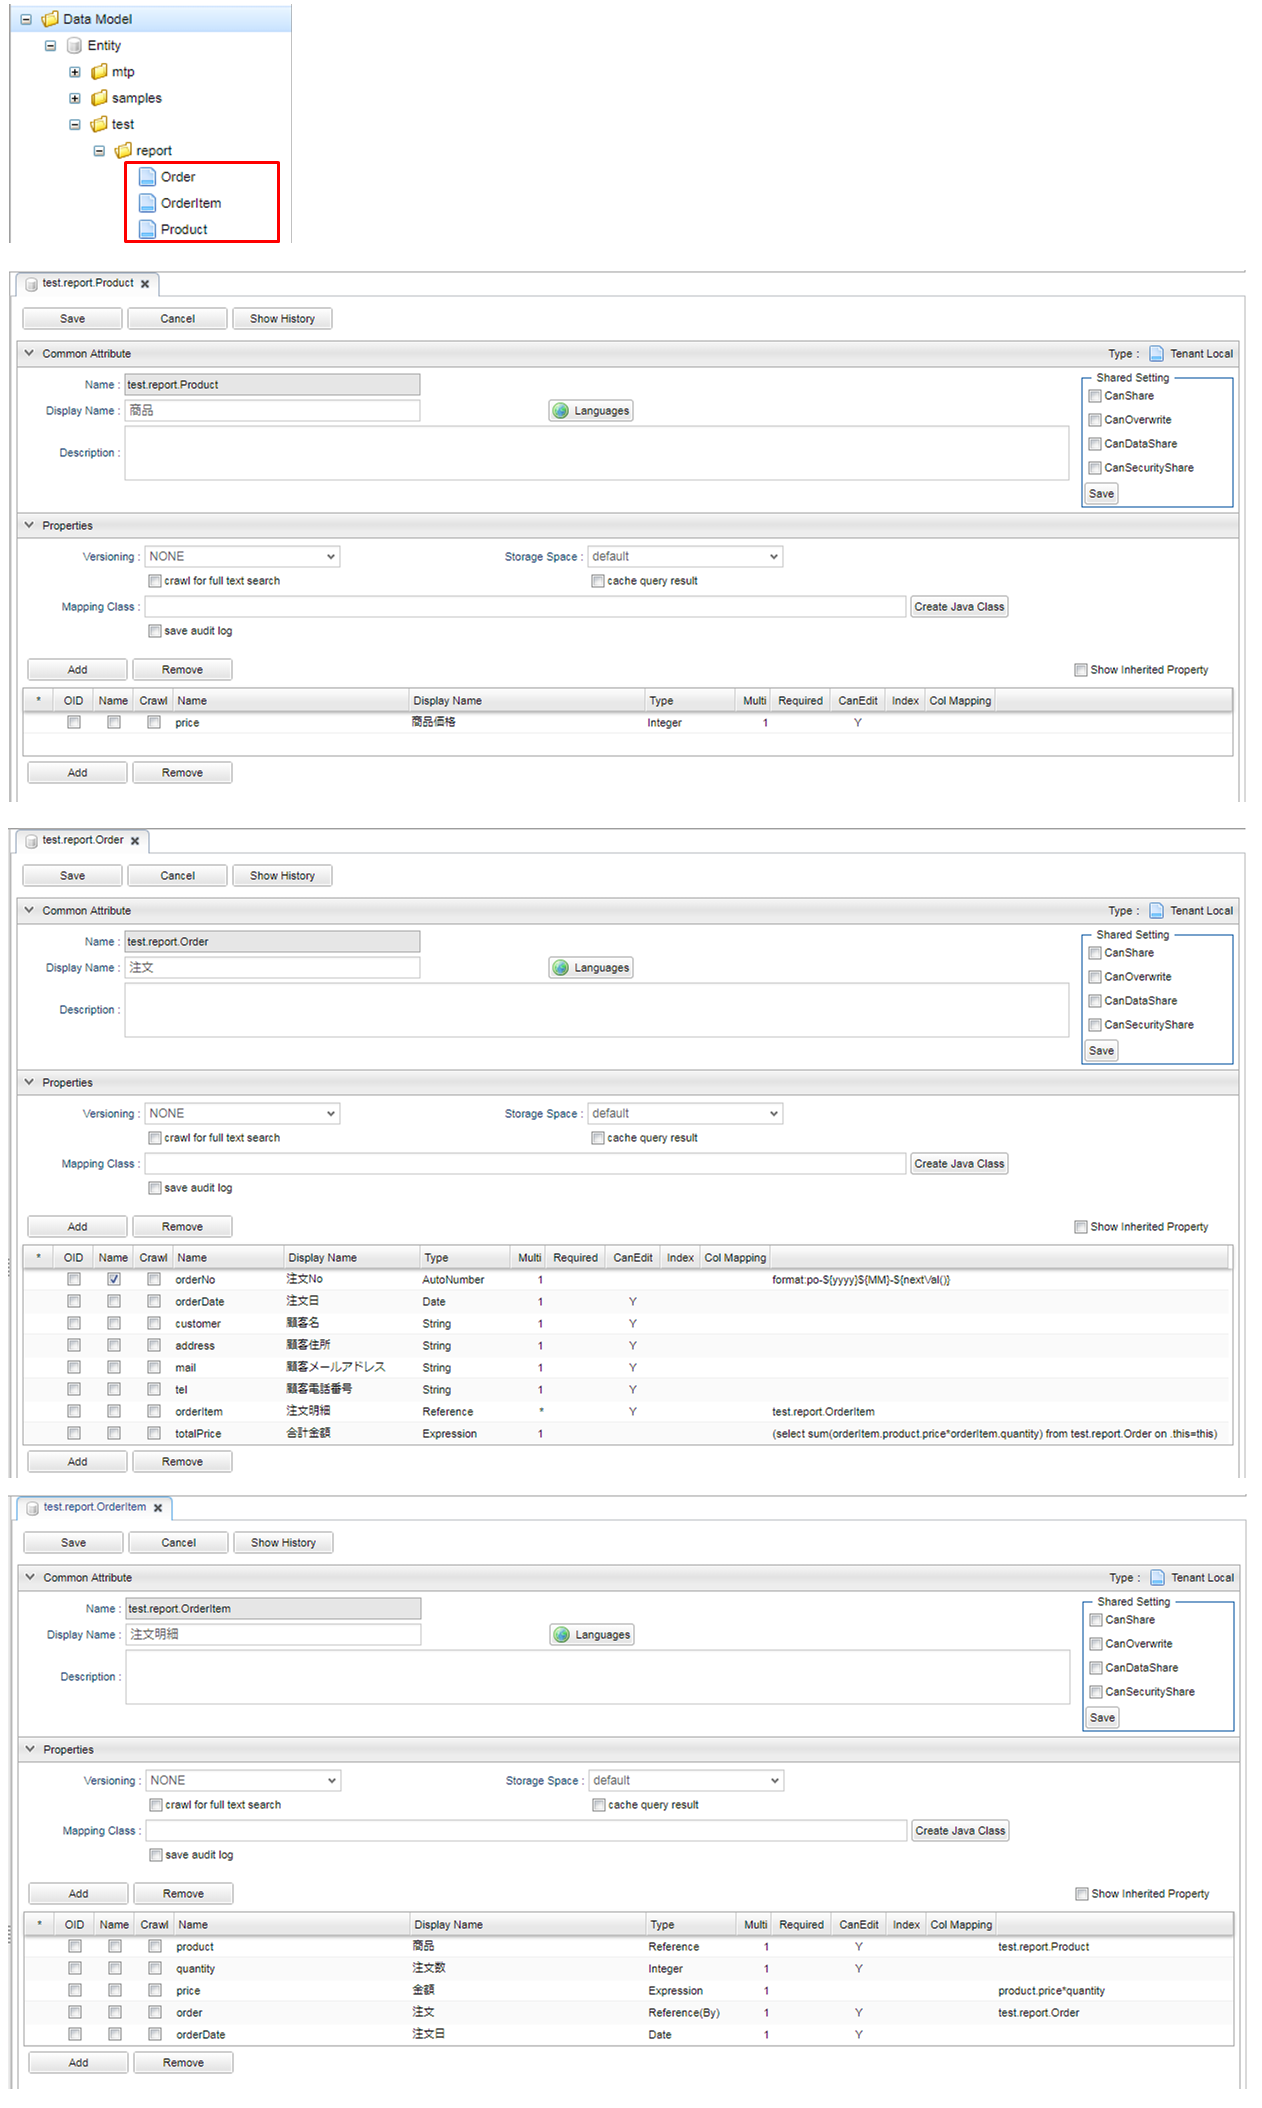 Data Model
Entity
mtp
samples
test
report
Order
OrderItem
Product
test.report.Product
Save Cancel Show History
Common Attribute Type : Tenant Local
Name : test.report.Product
Display Name : 商品 Languages
Description :
Shared Setting
CanShare
CanOverwrite
CanDataShare
CanSecurityShare
Save
Properties
Versioning : NONE Storage Space : default
crawl for full text search cache query result
Mapping Class : Create Java Class
save audit log
Add Remove Show Inherited Property
* OID Name Crawl Name Display Name Type Multi Required CanEdit Index Col Mapping
price 商品価格 Integer 1 Y
Add Remove
test.report.Order
Save Cancel Show History
Common Attribute Type : Tenant Local
Name : test.report.Order
Display Name : 注文 Languages
Description :
Shared Setting
CanShare
CanOverwrite
CanDataShare
CanSecurityShare
Save
Properties
Versioning : NONE Storage Space : default
crawl for full text search cache query result
Mapping Class : Create Java Class
save audit log
Add Remove Show Inherited Property
* OID Name Crawl Name Display Name Type Multi Required CanEdit Index Col Mapping
orderNo 注文No AutoNumber 1 format:po-${yyyy}${MM}-${nextVal()}
orderDate 注文日 Date 1 Y
customer 顧客名 String 1 Y
address 顧客住所 String 1 Y
mail 顧客メールアドレス String 1 Y
tel 顧客電話番号 String 1 Y
orderItem 注文明細 Reference * Y test.report.OrderItem
totalPrice 合計金額 Expression 1 (select sum(orderItem.product.price*orderItem.quantity) from test.report.Order on .this=this)
Add Remove
test.report.OrderItem
Save Cancel Show History
Common Attribute Type : Tenant Local
Name : test.report.OrderItem
Display Name : 注文明細 Languages
Description :
Shared Setting
CanShare
CanOverwrite
CanDataShare
CanSecurityShare
Save
Properties
Versioning : NONE Storage Space : default
crawl for full text search cache query result
Mapping Class : Create Java Class
save audit log
Add Remove Show Inherited Property
* OID Name Crawl Name Display Name Type Multi Required CanEdit Index Col Mapping
product 商品 Reference 1 Y test.report.Product
quantity 注文数 Integer 1 Y
price 金額 Expression 1 product.price*quantity
order 注文 Reference(By) 1 Y test.report.Order
orderDate 注文日 Date 1 Y
Add Remove